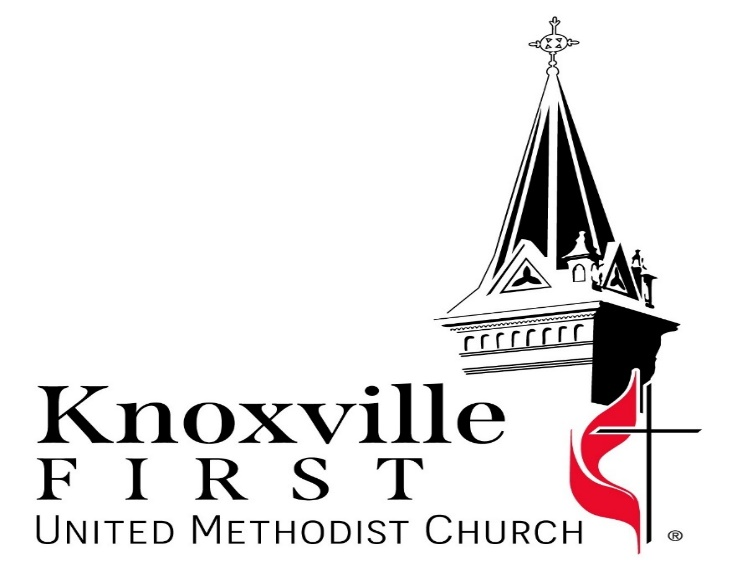 Knoxville
FIRST
UNITED METHODIST CHURCH ®